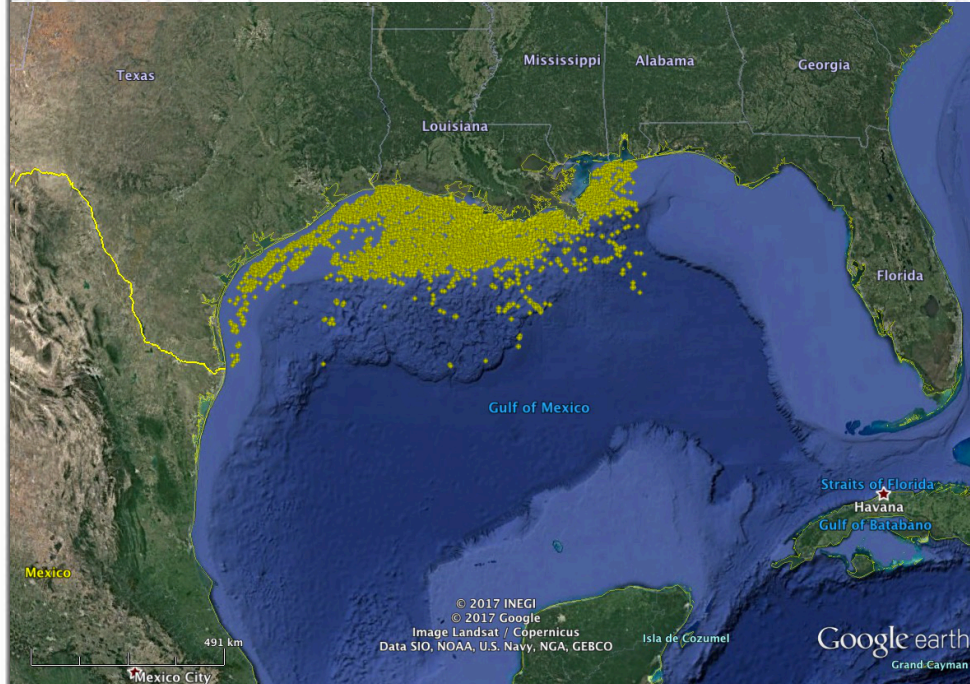 Texas
Mississippi
Alabama
Georgia
Louisiana
Florida
Gulf of Mexico
Straits of Florida
Havana
Gulf of Batabano
Mexico
© 2017 INEGI
© 2017 Google
Image Landsat / Copernicus
Data SIO, NOAA, U.S. Navy, NGA, GEBCO
491 km
Isla de Cozumel
Google earth
Grand Cayman
Mexico City